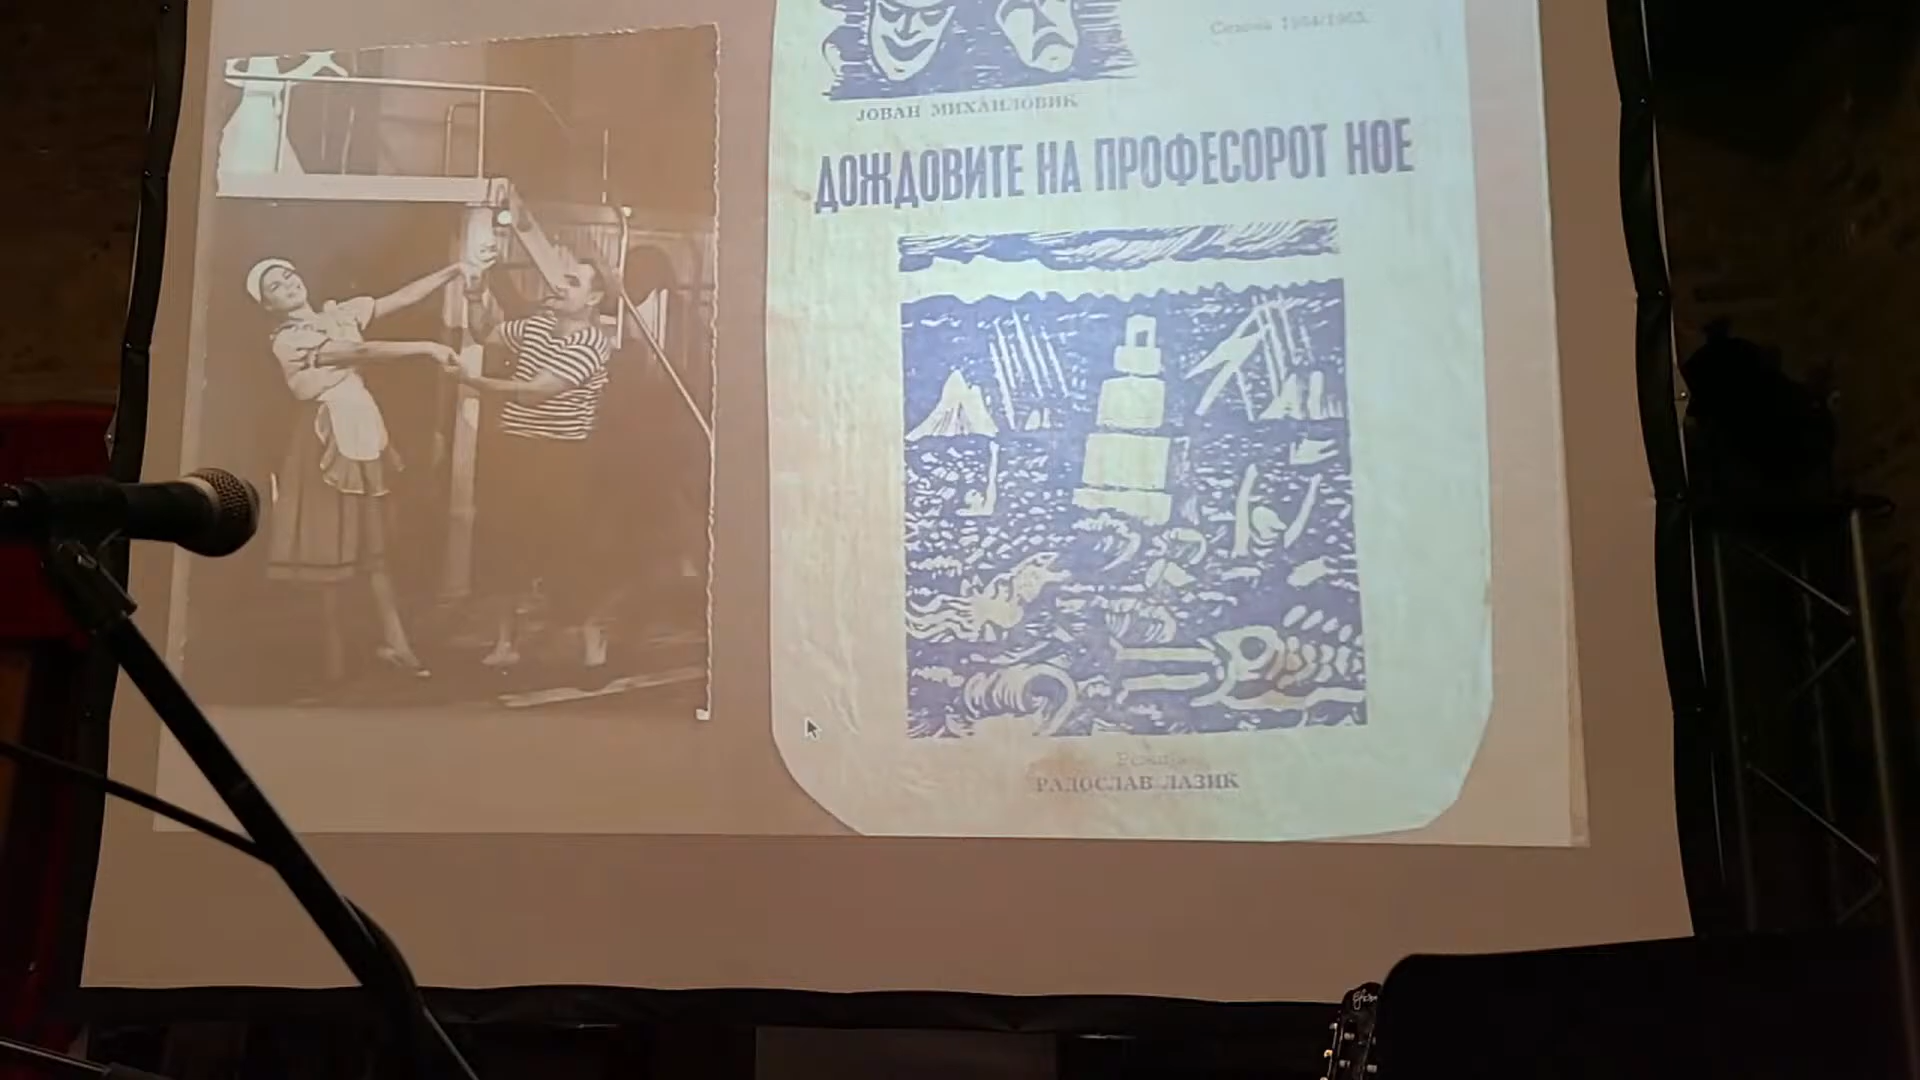 Сезона 1964/1965.
ЈОВАН МИХАИЛОВИЌ
ДОЖДОВИТЕ НА ПРОФЕСОРОТ НОЕ
Режија
РАДОСЛАВ ЛАЗИЌ